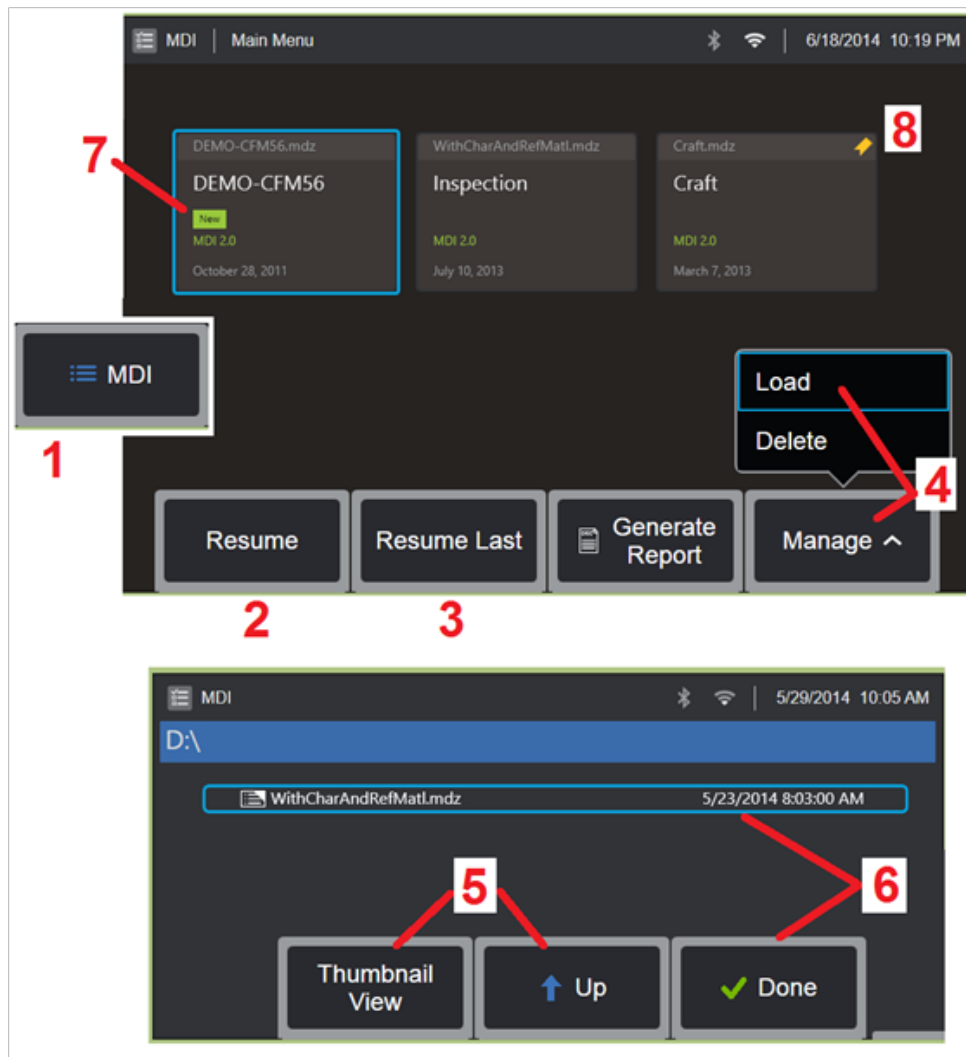 MDI | Main Menu 6/18/2014 10:19 PM
8
7
DEMO-CFM56.mdz WithCharAndRefMatl.mdz Craft.mdz
DEMO-CFM56 Inspection Craft
New
MDI 2.0 MDI 2.0 MDI 2.0
October 28, 2011 July 10, 2013 March 7, 2013
MDI
1
Load
Delete
4
Resume Resume Last Generate Report Manage
2 3
MDI 5/29/2014 10:05 AM
D:\
WithCharAndRefMatl.mdz 5/23/2014 8:03:00 AM
5 6
Thumbnail View Up Done